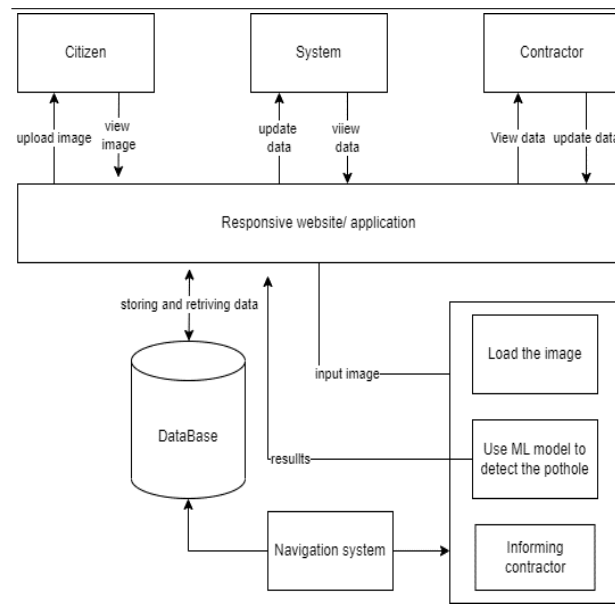 Citizen
System
Contractor
upload image
view
image
update
data
viiew
data
View data
update data
Responsive website/ application
storing and retriving data
input image
Load the image
DataBase
resullts
Use ML model to
detect the pothole
Navigation system
Informing
contractor